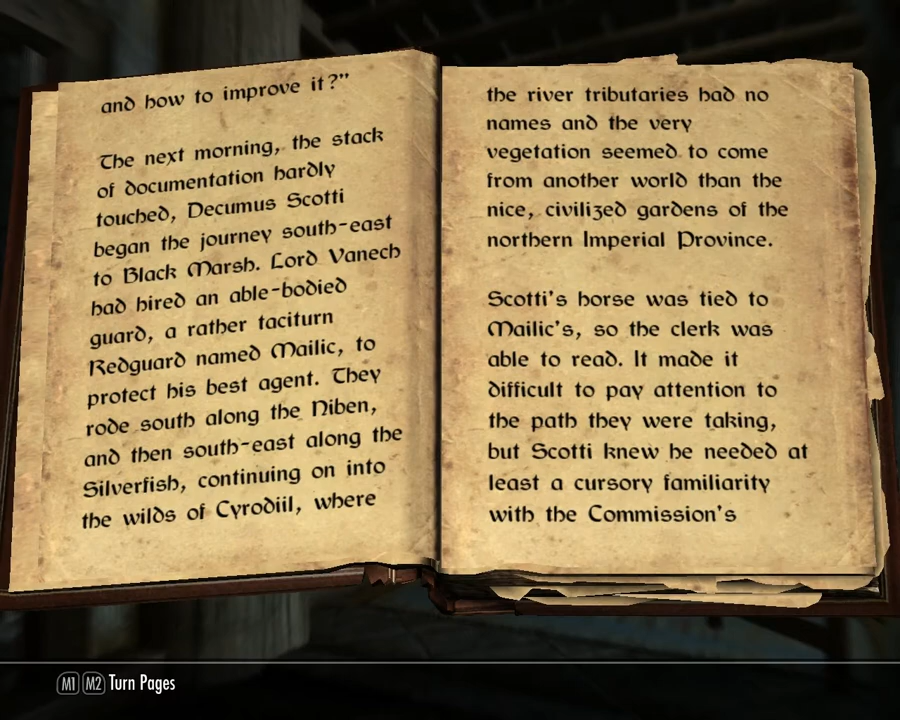 and how to improve it?"
The next morning, the stack
of documentation hardly
touched, Decumus Scotti
began the journey south-east
to Black Marsh. Lord Vanech
had hired an able-bodied
guard, a rather taciturn
Redguard named Mailic, to
protect his best agent. They
rode south along the Niben,
and then south-east along the
Silverfish, continuing on into
the wilds of Cyrodiil, where
the river tributaries had no
names and the very
vegetation seemed to come
from another world than the
nice, civilized gardens of the
northern Imperial Province.
Scotti's horse was tied to
Mailic's, so the clerk was
able to read. It made it
difficult to pay attention to
the path they were taking,
but Scotti knew he needed at
least a cursory familiarity
with the Commission's
M1 M2 Turn Pages